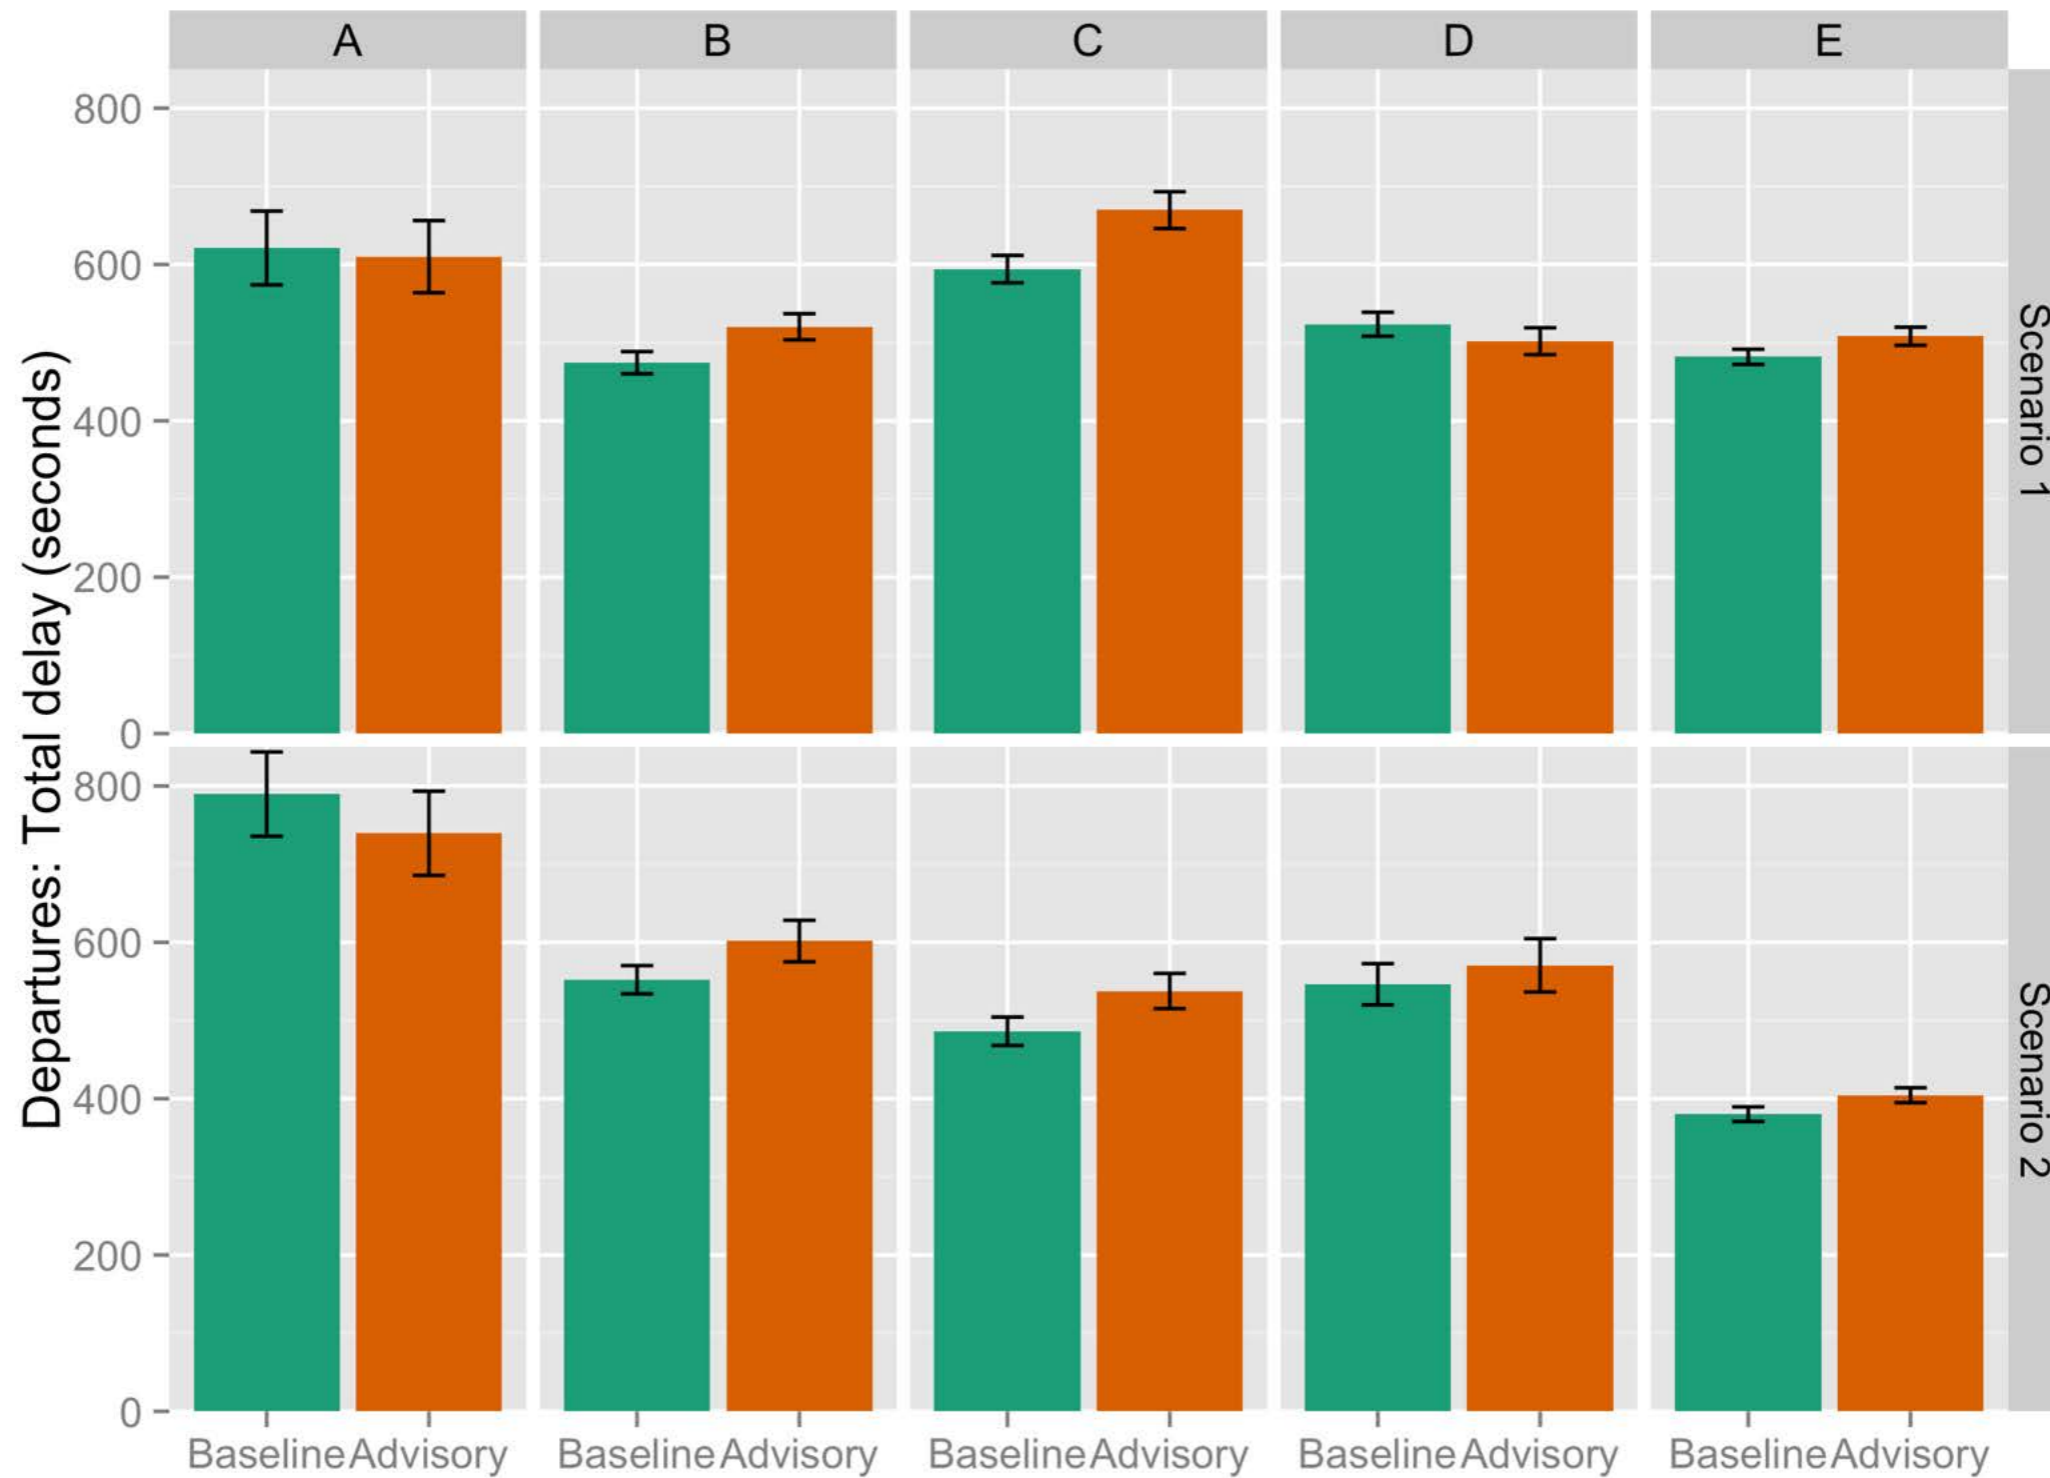 A B C D E
Departures: Total delay (seconds)
800
600
400
200
0
Scenario 1
800
600
400
200
0
Scenario 2
Baseline Advisory Baseline Advisory Baseline Advisory Baseline Advisory Baseline Advisory